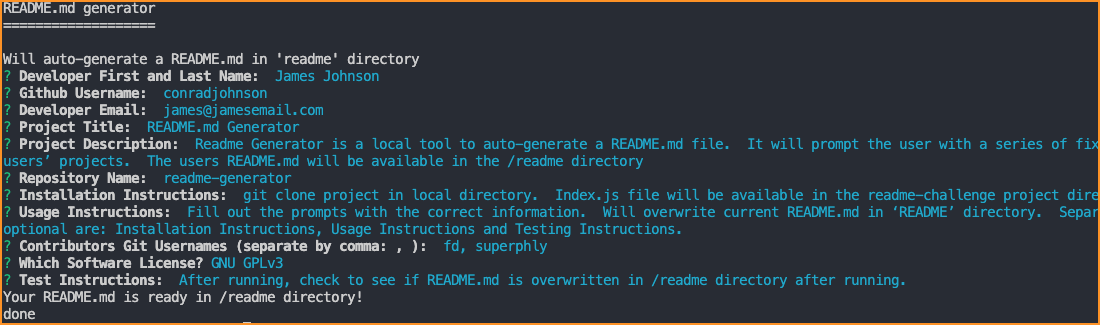 README.md generator
===================
Will auto-generate a README.md in 'readme' directory
? Developer First and Last Name:  James Johnson
? Github Username:  conradjohnson
? Developer Email:  james@jamesemail.com
? Project Title:  README.md Generator
? Project Description:  Readme Generator is a local tool to auto-generate a README.md file.  It will prompt the user with a series of fix
users’ projects.  The users README.md will be available in the /readme directory
? Repository Name:  readme-generator
? Installation Instructions:  git clone project in local directory.  Index.js file will be available in the readme-challenge project dire
? Usage Instructions:  Fill out the prompts with the correct information.  Will overwrite current README.md in ‘README’ directory.  Separ
optional are: Installation Instructions, Usage Instructions and Testing Instructions.
? Contributors Git Usernames (separate by comma: , ):  fd, superphly
? Which Software License? GNU GPLv3
? Test Instructions:  After running, check to see if README.md is overwritten in /readme directory after running.
Your README.md is ready in /readme directory!
done